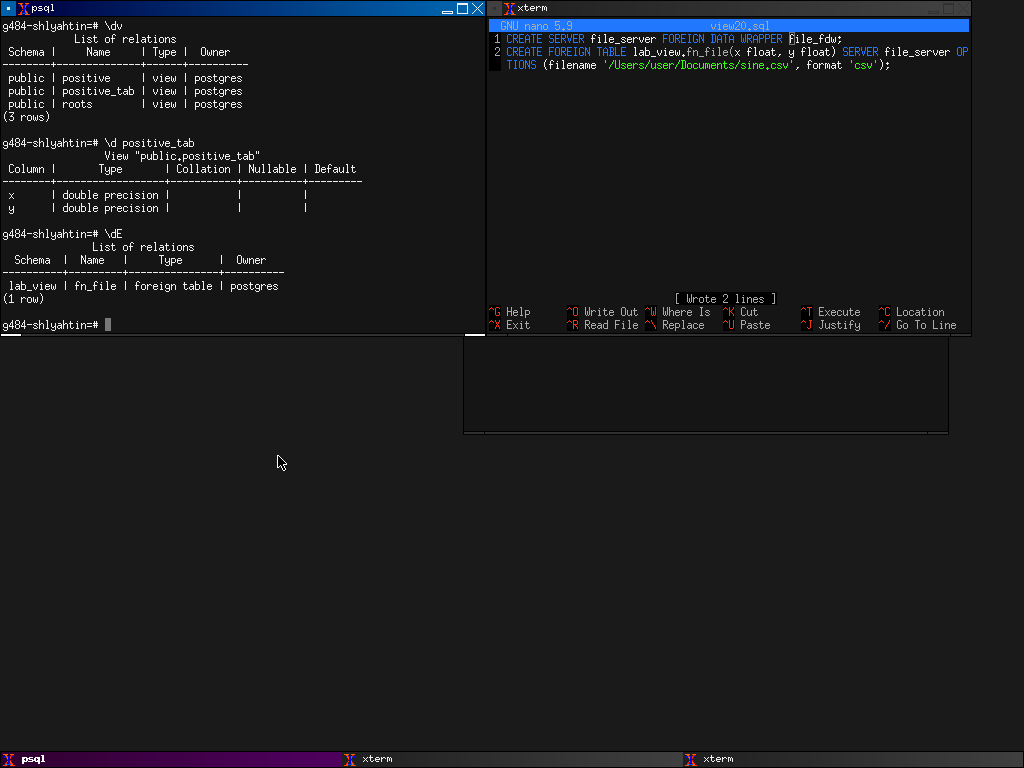 psql
g484-shlyahtin=# \dv
List of relations
Schema | Name | Type | Owner
--------+--------------+------+----------
public | positive | view | postgres
public | positive_tab | view | postgres
public | roots | view | postgres
(3 rows)
g484-shlyahtin=# \d positive_tab
View "public.positive_tab"
Column | Type | Collation | Nullable | Default
--------+------------------+-----------+----------+---------
x | double precision | | |
y | double precision | | |
g484-shlyahtin=# \dE
List of relations
Schema | Name | Type | Owner
----------+---------+---------------+----------
lab_view | fn_file | foreign table | postgres
(1 row)
g484-shlyahtin=#
xterm
GNU nano 5.9 view20.sql
1 CREATE SERVER file_server FOREIGN DATA WRAPPER file_fdw;
2 CREATE FOREIGN TABLE lab_view.fn_file(x float, y float) SERVER file_server OP
TIONS (filename '/Users/user/Documents/sine.csv', format 'csv');
[ Wrote 2 lines ]
^G Help ^O Write Out ^W Where Is ^K Cut ^T Execute ^C Location
^X Exit ^R Read File ^\ Replace ^U Paste ^J Justify ^/ Go To Line
psql xterm xterm